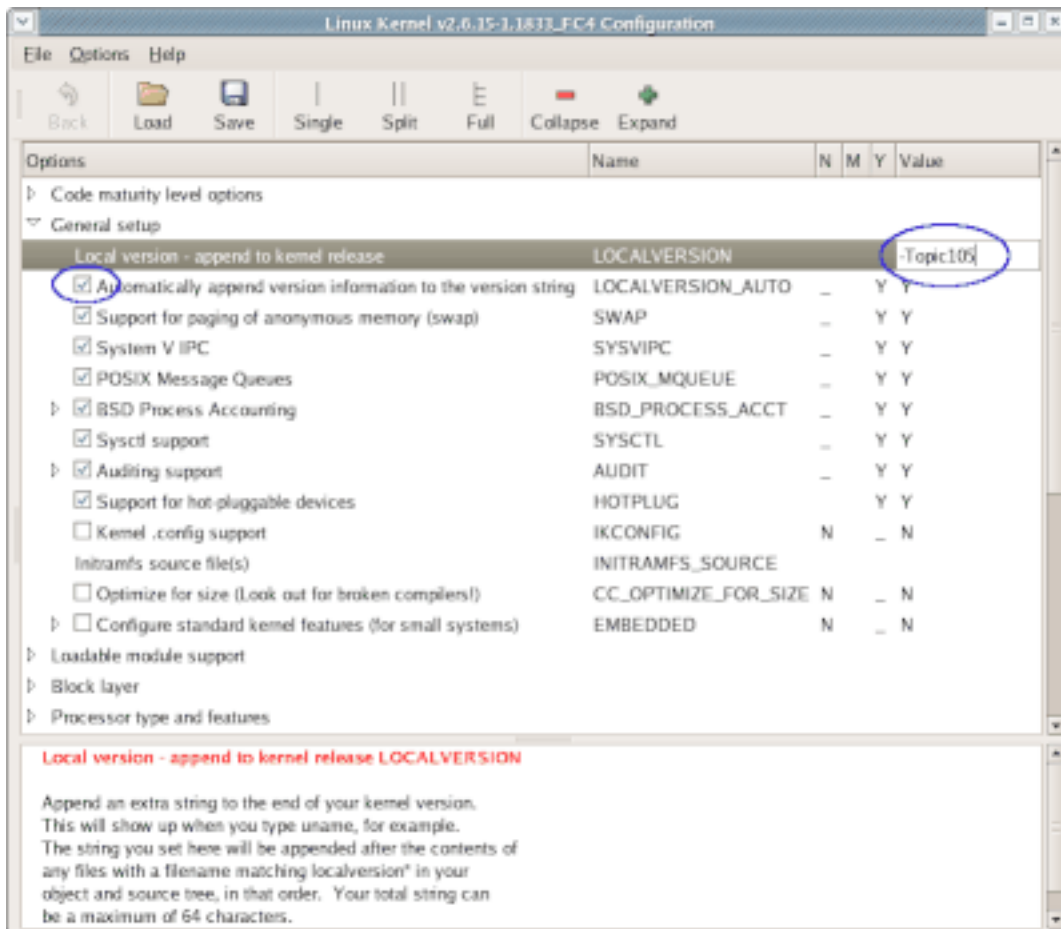 Linux Kernel v2.6.15-1.1833_FC4 Configuration
File Options Help
Back Load Save Single Split Full Collapse Expand
Options Name N M Y Value
Code maturity level options
General setup
Local version - append to kernel release LOCALVERSION -Topic105
Automatically append version information to the version string LOCALVERSION_AUTO _ Y Y
Support for paging of anonymous memory (swap) SWAP _ Y Y
System V IPC SYSVIPC _ Y Y
POSIX Message Queues POSIX_MQUEUE _ Y Y
BSD Process Accounting BSD_PROCESS_ACCT _ Y Y
Sysctl support SYSCTL _ Y Y
Auditing support AUDIT _ Y Y
Support for hot-pluggable devices HOTPLUG Y Y
Kernel .config support IKCONFIG N _ N
Initramfs source file(s) INITRAMFS_SOURCE
Optimize for size (Look out for broken compilers!) CC_OPTIMIZE_FOR_SIZE N _ N
Configure standard kernel features (for small systems) EMBEDDED N _ N
Loadable module support
Block layer
Processor type and features
Local version - append to kernel release LOCALVERSION
Append an extra string to the end of your kernel version.
This will show up when you type uname, for example.
The string you set here will be appended after the contents of
any files with a filename matching localversion* in your
object and source tree, in that order. Your total string can
be a maximum of 64 characters.